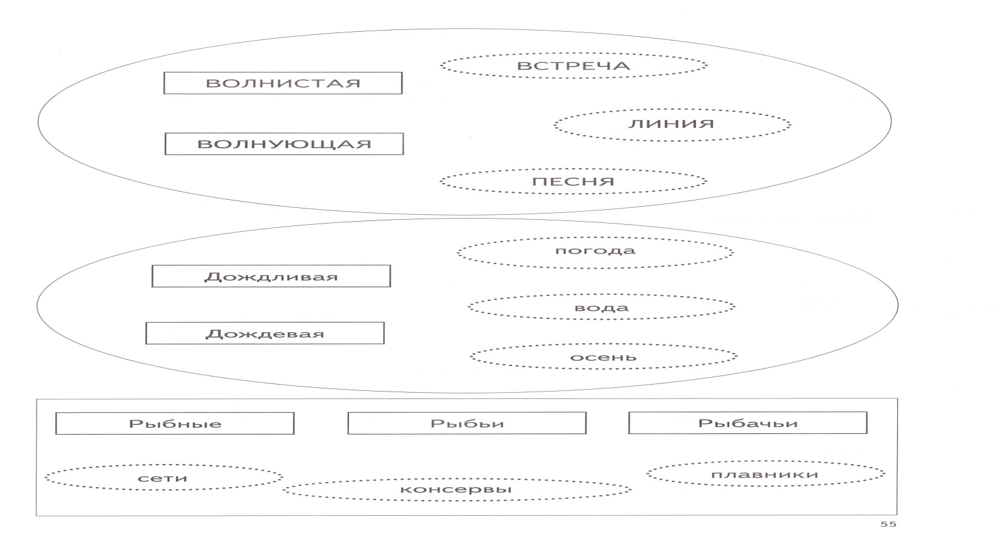 ВСТРЕЧА
ВОЛНИСТАЯ
ЛИНИЯ
ВОЛНУЮЩАЯ
ПЕСНЯ
погода
Дождливая
вода
Дождевая
осень
Рыбные Рыбьи Рыбачьи
сети консервы плавники
55